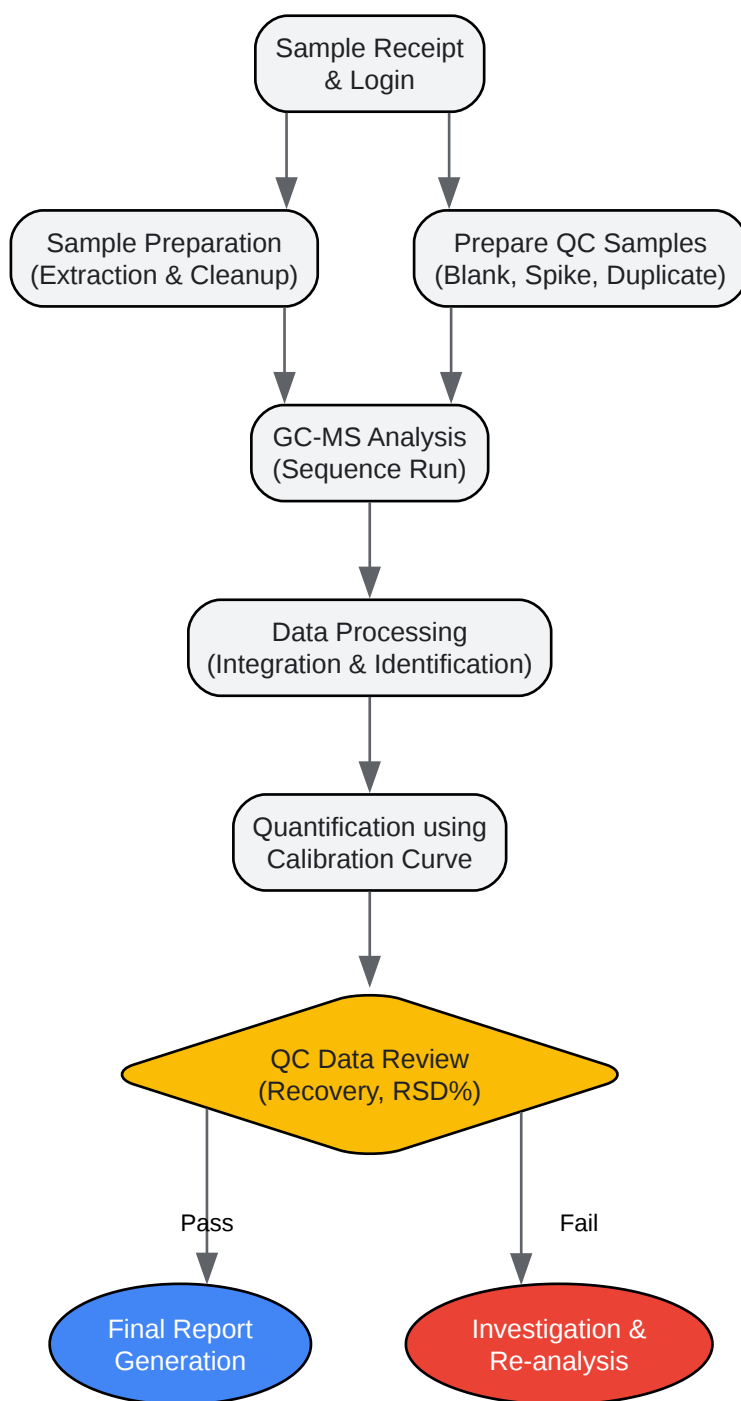 Sample Receipt
& Login
Sample Preparation
(Extraction & Cleanup)
Prepare QC Samples
(Blank, Spike, Duplicate)
GC-MS Analysis
(Sequence Run)
Data Processing
(Integration & Identification)
Quantification using
Calibration Curve
QC Data Review
(Recovery, RSD%)
Pass
Fail
Final Report
Generation
Investigation &
Re-analysis